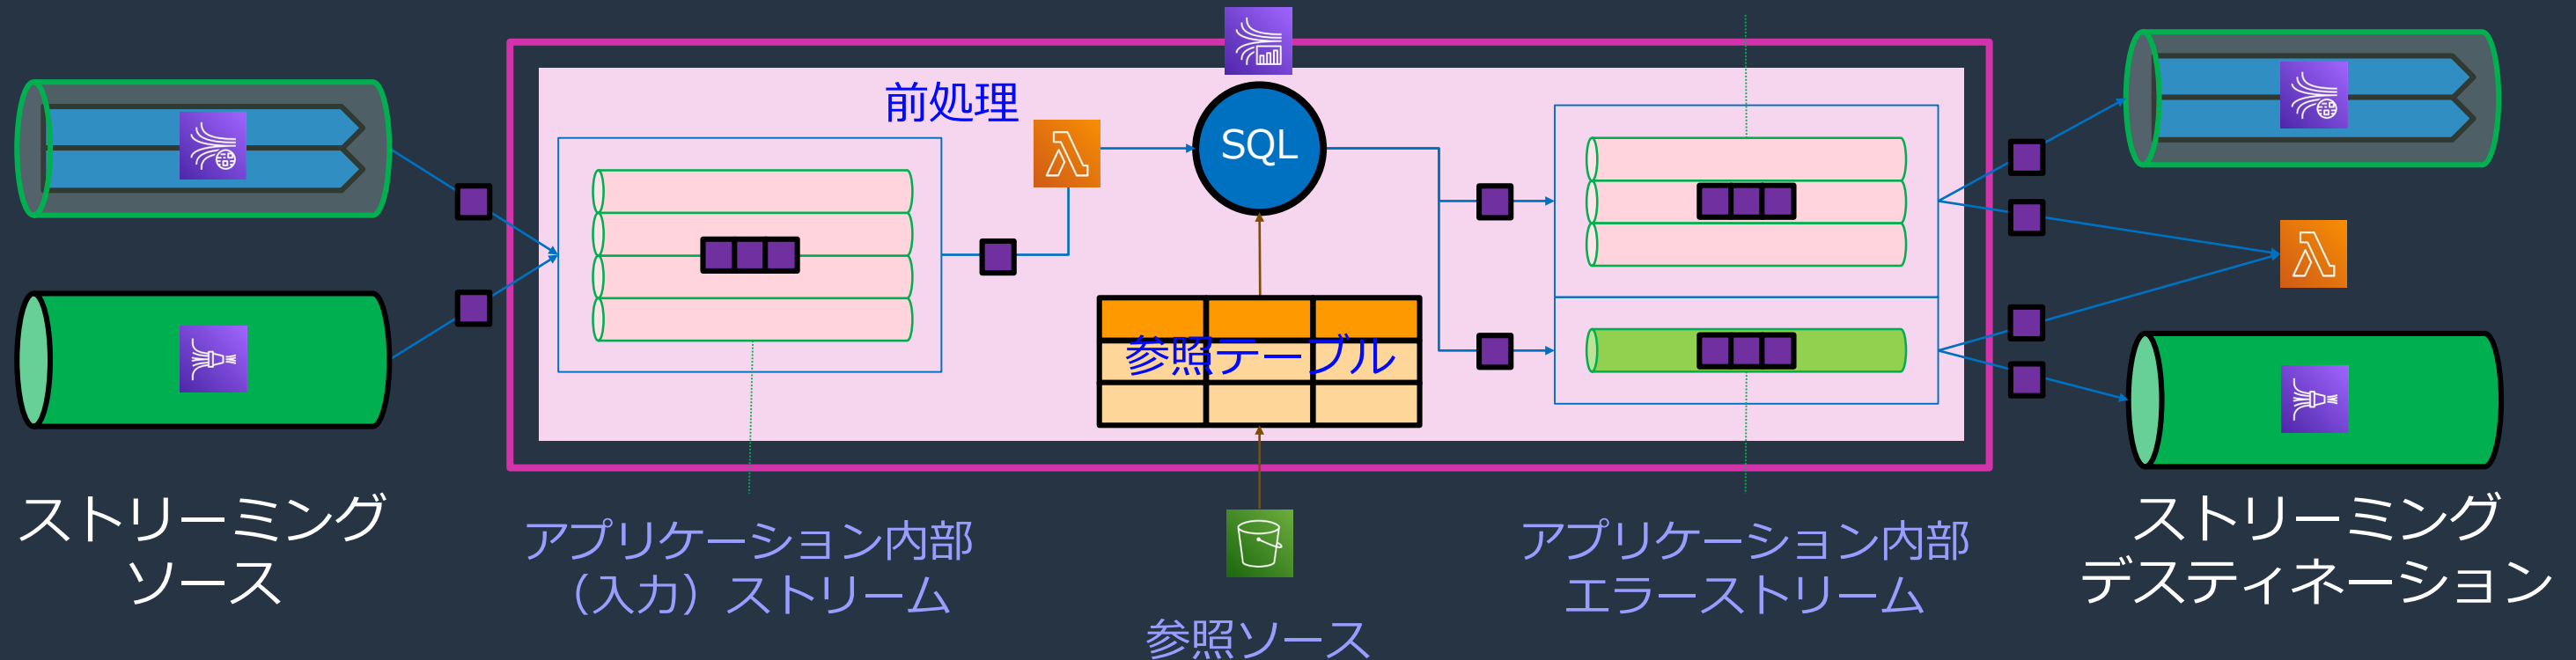 前処理
SQL
参照テーブル
ストリーミング
ソース
アプリケーション内部
（入力）ストリーム
参照ソース
アプリケーション内部
エラーストリーム
ストリーミング
デスティネーション